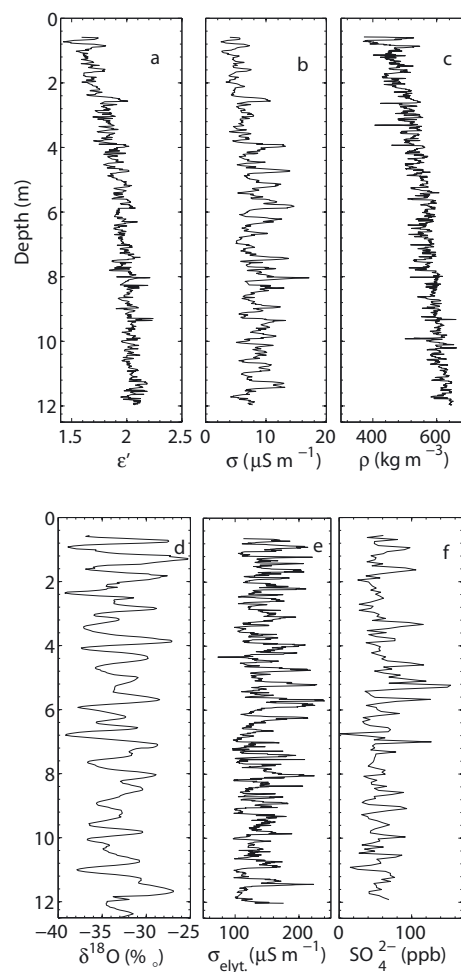 0
2
4
6
8
10
12
Depth (m)
a
b
c
1.5 2 2.5
0 10 20
400 600
ε′
σ (μS m⁻¹)
ρ (kg m⁻³)
0
2
4
6
8
10
12
Depth (m)
d
e
f
−40 −35 −30 −25
100 200
0 100
δ¹⁸O (% ₒ)
σelyt. (μS m⁻¹)
SO₄²⁻ (ppb)